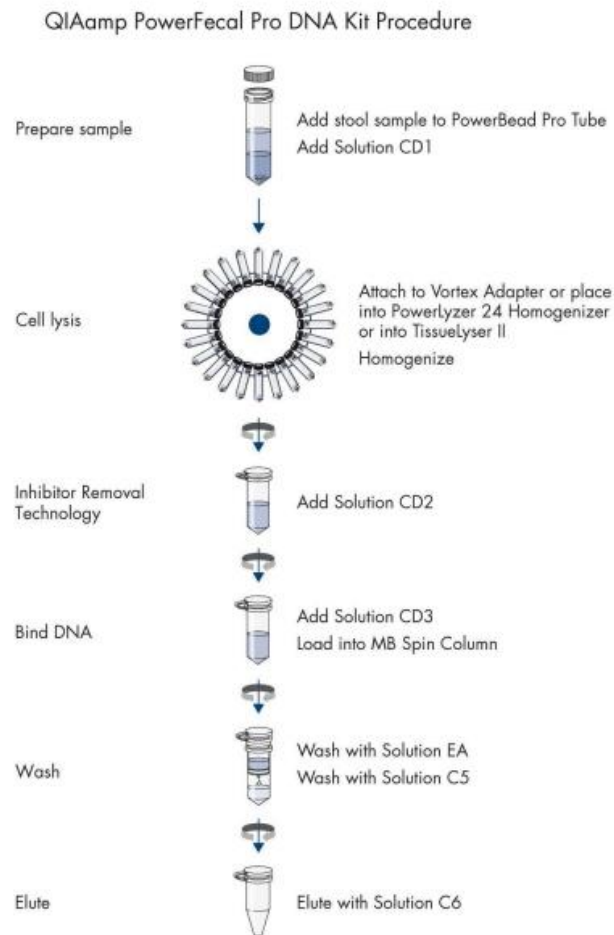 QIAamp PowerFecal Pro DNA Kit Procedure
Prepare sample
Add stool sample to PowerBead Pro Tube
Add Solution CD1
Cell lysis
Attach to Vortex Adapter or place
into PowerLyzer 24 Homogenizer
or into TissueLyser II
Homogenize
Inhibitor Removal
Technology
Add Solution CD2
Bind DNA
Add Solution CD3
Load into MB Spin Column
Wash
Wash with Solution EA
Wash with Solution C5
Elute
Elute with Solution C6